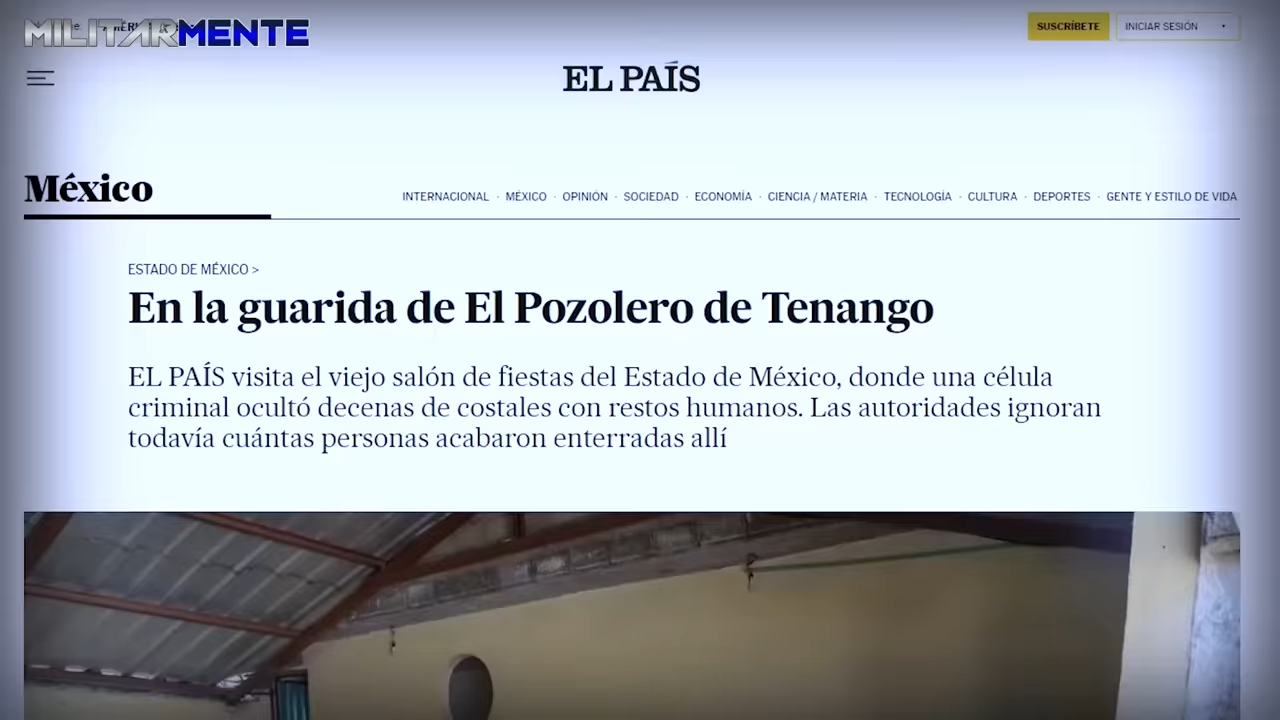 MILITARMENTE
SUSCRÍBETE
INICIAR SESIÓN
EL PAÍS
México
INTERNACIONAL · MÉXICO · OPINIÓN · SOCIEDAD · ECONOMÍA · CIENCIA / MATERIA · TECNOLOGÍA · CULTURA · DEPORTES · GENTE Y ESTILO DE VIDA
ESTADO DE MÉXICO >
En la guarida de El Pozolero de Tenango
EL PAÍS visita el viejo salón de fiestas del Estado de México, donde una célula
criminal ocultó decenas de costales con restos humanos. Las autoridades ignoran
todavía cuántas personas acabaron enterradas allí